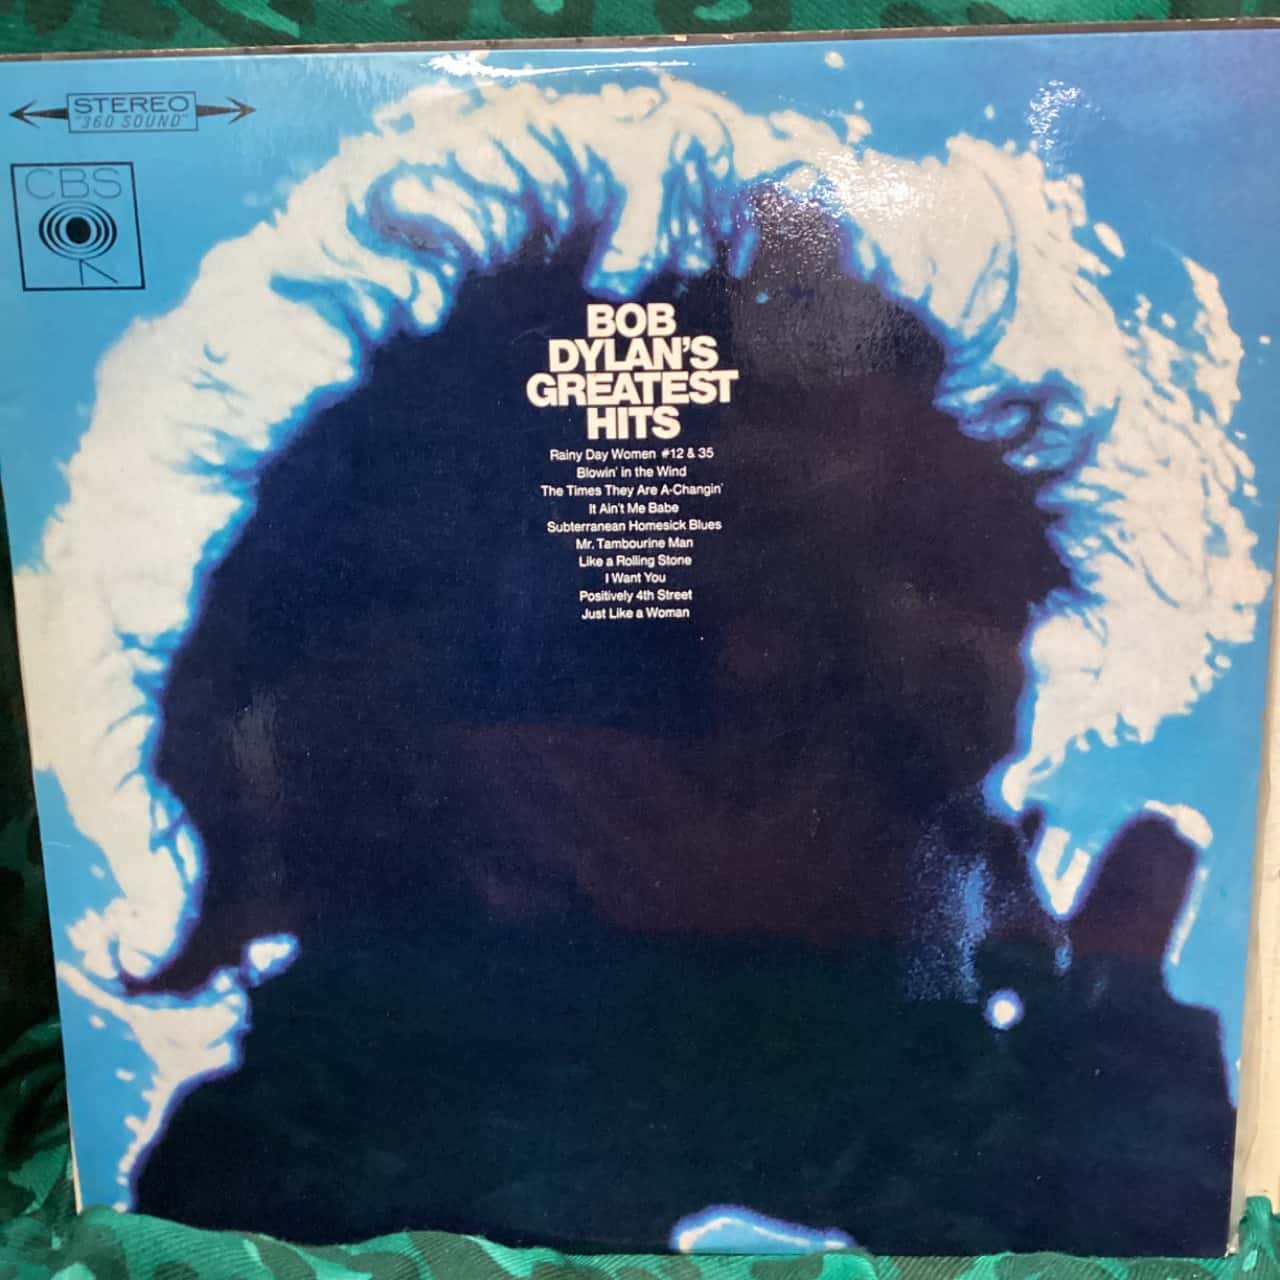 STEREO
"360 SOUND"
CBS
BOB
DYLAN'S
GREATEST
HITS
Rainy Day Women #12 & 35
Blowin' in the Wind
The Times They Are A-Changin'
It Ain't Me Babe
Subterranean Homesick Blues
Mr. Tambourine Man
Like a Rolling Stone
I Want You
Positively 4th Street
Just Like a Woman